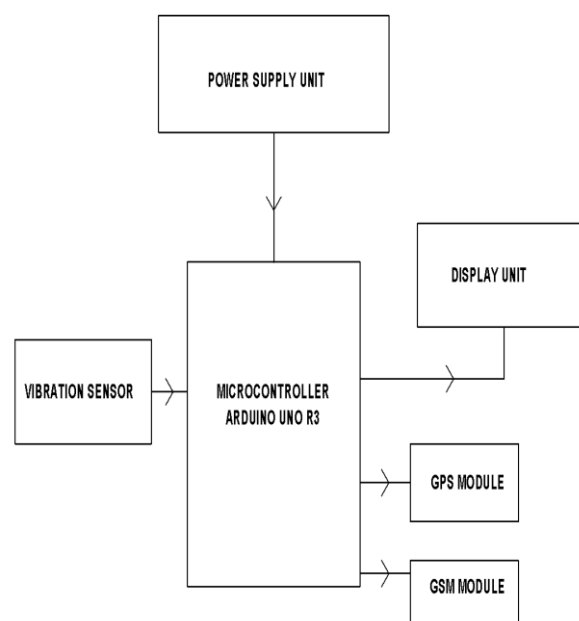 POWER SUPPLY UNIT
DISPLAY UNIT
VIBRATION SENSOR
MICROCONTROLLER
ARDUINO UNO R3
GPS MODULE
GSM MODULE